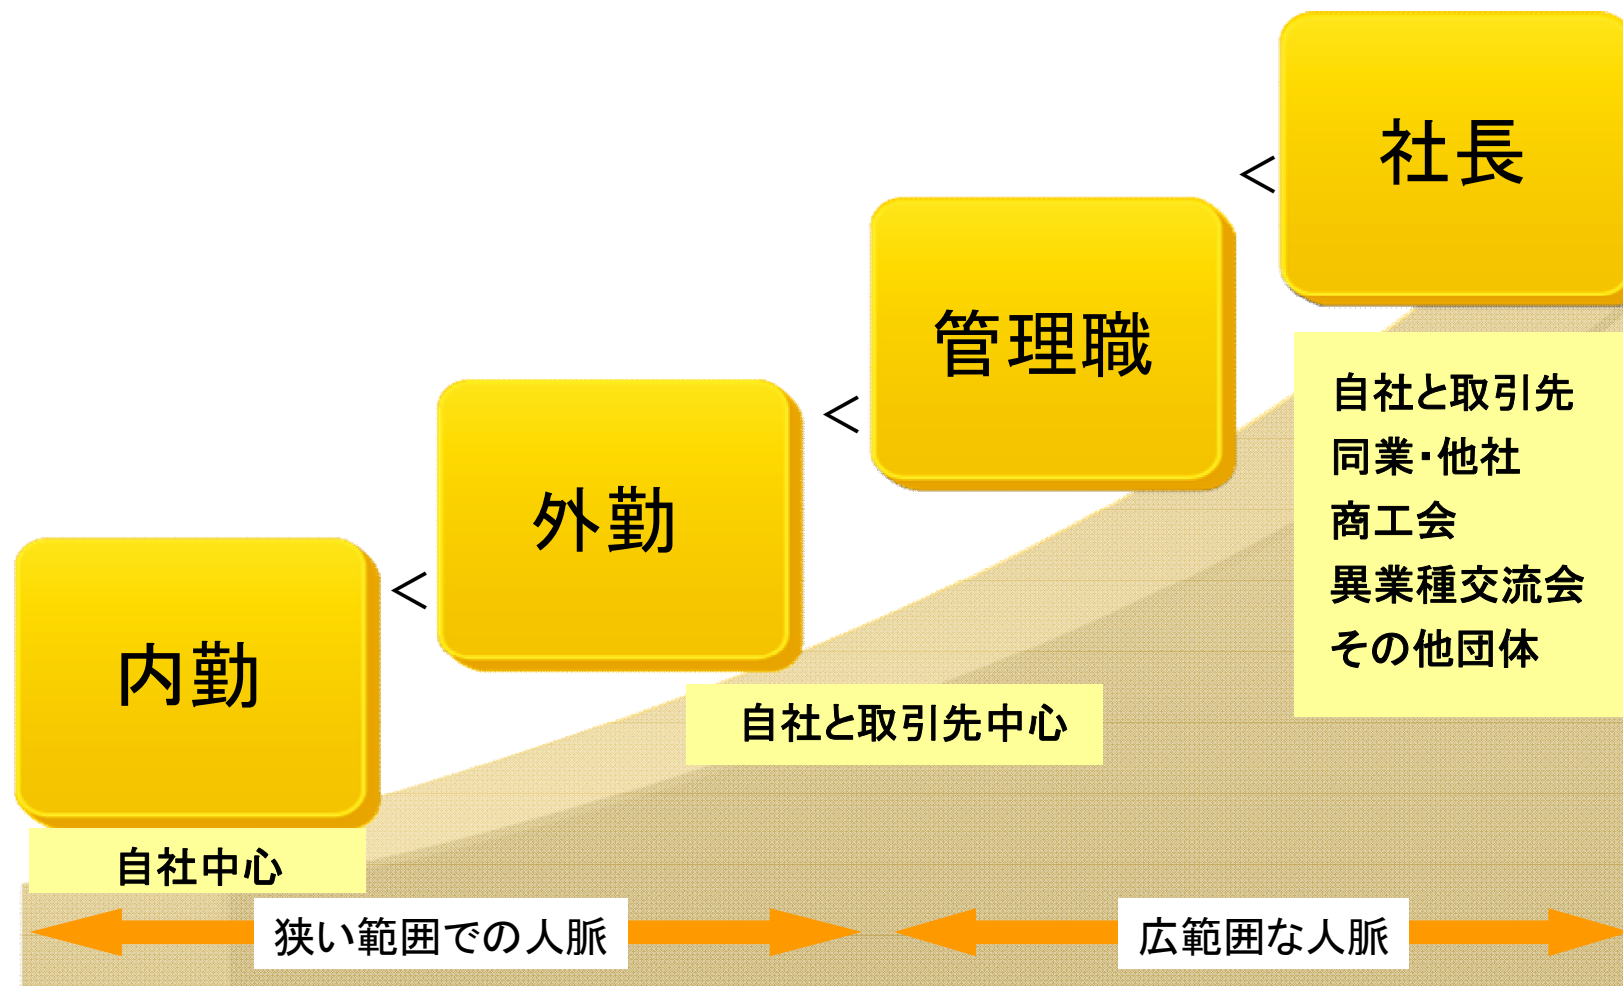 社長
<
管理職
<
外勤
<
内勤
自社と取引先
同業・他社
商工会
異業種交流会
その他団体
自社と取引先中心
自社中心
狭い範囲での人脈
広範囲な人脈